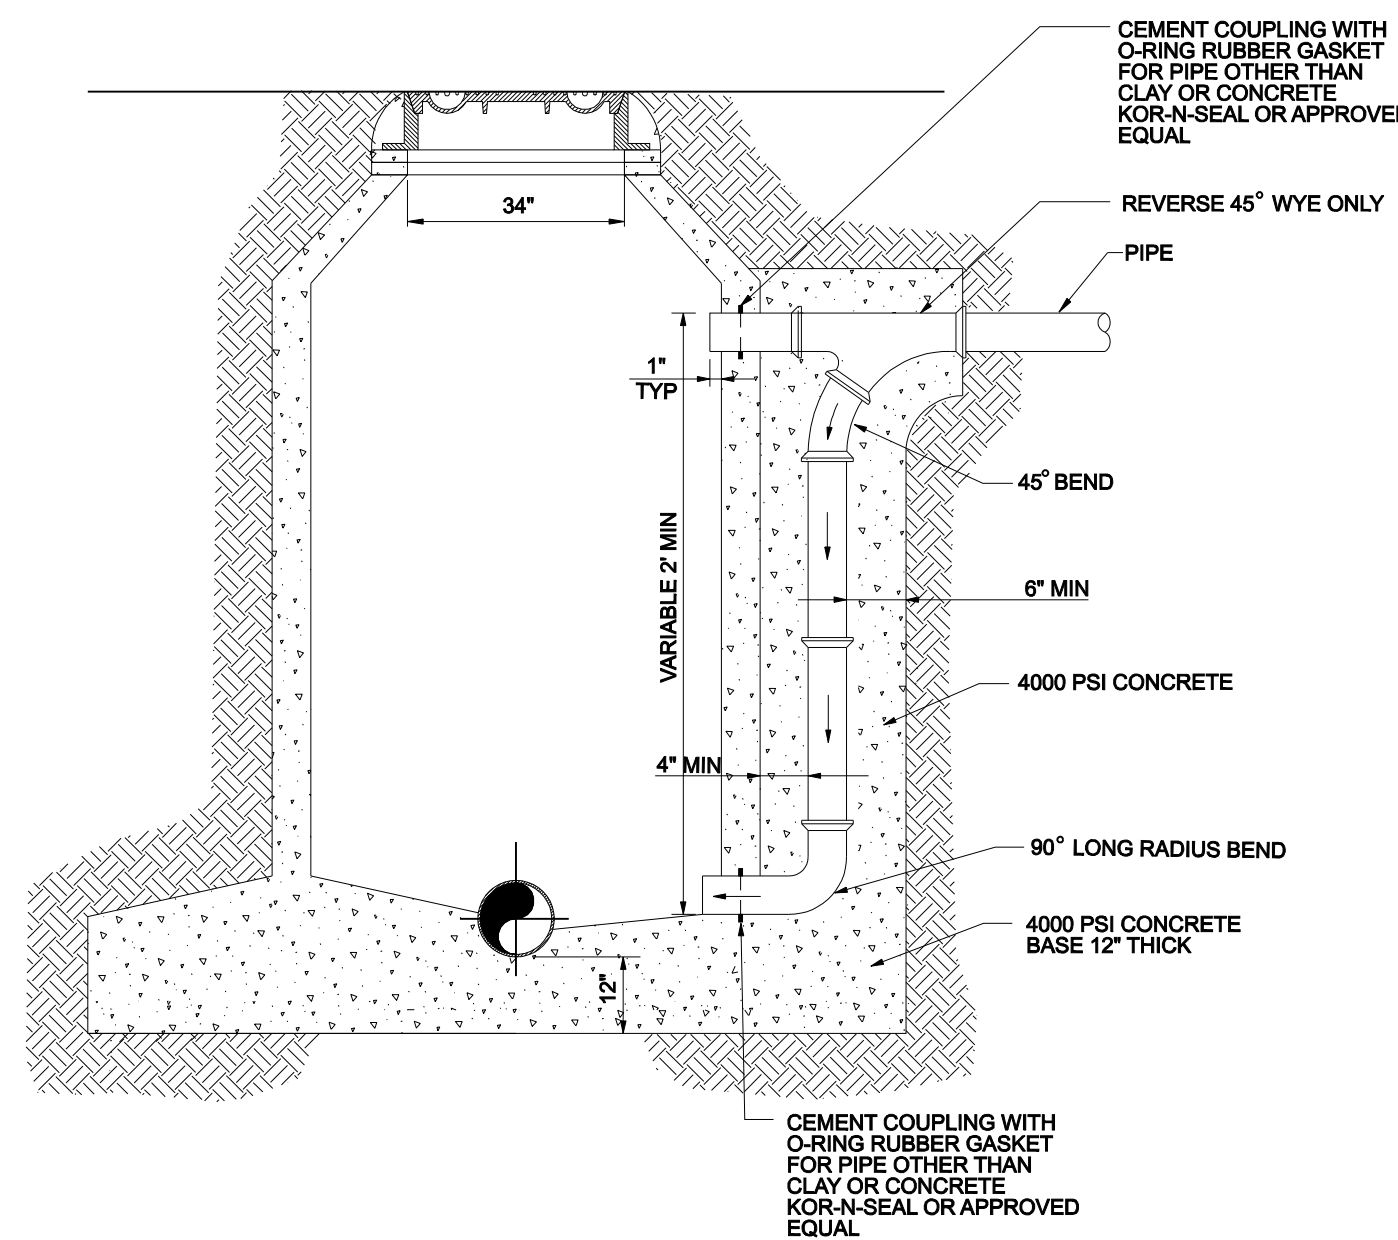 CEMENT COUPLING WITH
O-RING RUBBER GASKET
FOR PIPE OTHER THAN
CLAY OR CONCRETE
KOR-N-SEAL OR APPROVED
EQUAL
34"
REVERSE 45° WYE ONLY
PIPE
1"
TYP
VARIABLE 2' MIN
45° BEND
6" MIN
4000 PSI CONCRETE
4" MIN
90° LONG RADIUS BEND
4000 PSI CONCRETE
BASE 12" THICK
12"
CEMENT COUPLING WITH
O-RING RUBBER GASKET
FOR PIPE OTHER THAN
CLAY OR CONCRETE
KOR-N-SEAL OR APPROVED
EQUAL